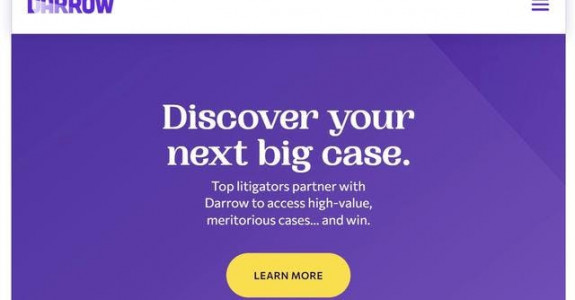 DARROW
Discover your
next big case.
Top litigators partner with
Darrow to access high-value,
meritorious cases... and win.
LEARN MORE